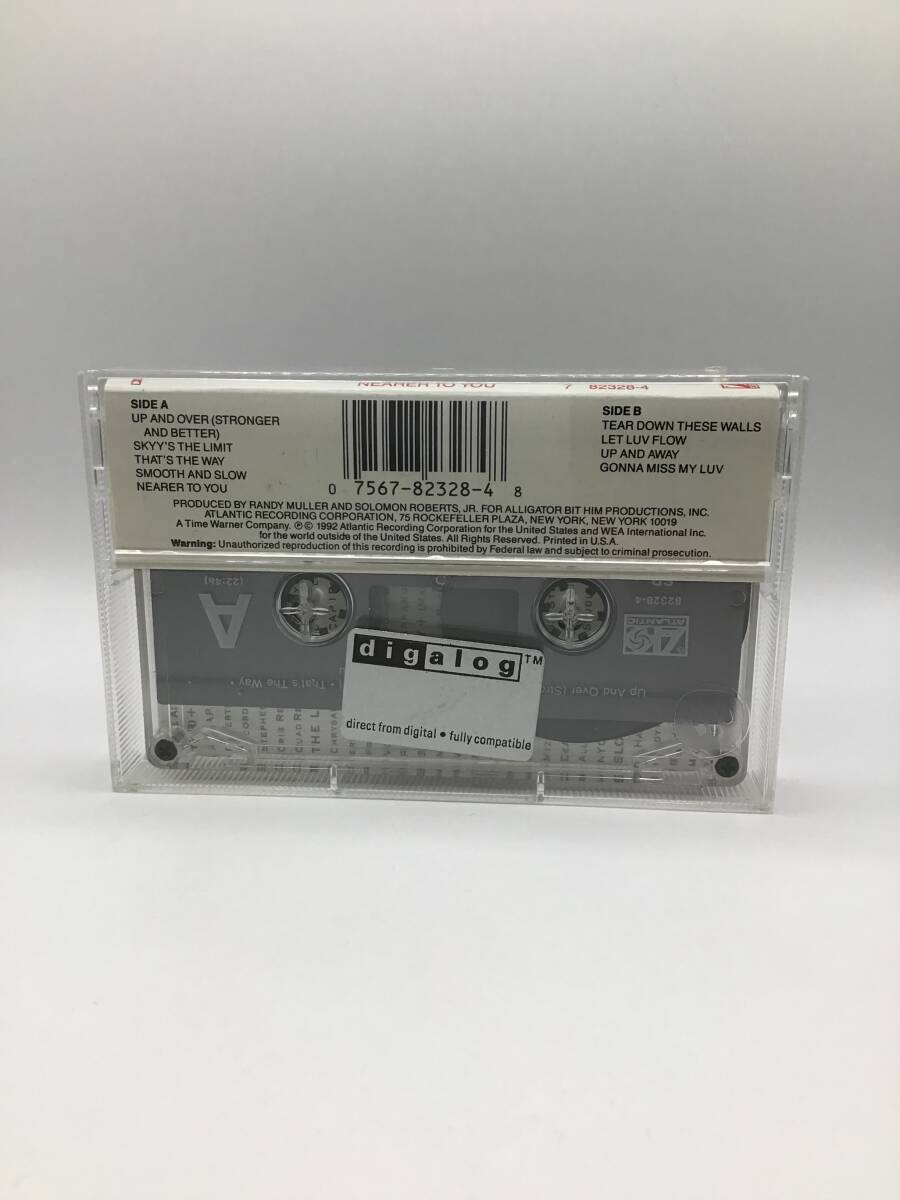 NEARER TO YOU 7 82328-4
SIDE A
UP AND OVER (STRONGER
AND BETTER)
SKYY'S THE LIMIT
THAT'S THE WAY
SMOOTH AND SLOW
NEARER TO YOU
0 7567-82328-4 8
SIDE B
TEAR DOWN THESE WALLS
LET LUV FLOW
UP AND AWAY
GONNA MISS MY LUV
PRODUCED BY RANDY MULLER AND SOLOMON ROBERTS, JR. FOR ALLIGATOR BIT HIM PRODUCTIONS, INC.
ATLANTIC RECORDING CORPORATION, 75 ROCKEFELLER PLAZA, NEW YORK, NEW YORK 10019
A Time Warner Company. ℗© 1992 Atlantic Recording Corporation for the United States and WEA International Inc.
for the world outside of the United States. All Rights Reserved. Printed in U.S.A.
Warning: Unauthorized reproduction of this recording is prohibited by Federal law and subject to criminal prosecution.
(22:46)
A
82328-4
ATLANTIC
Up And Over (Stro
• That's The Way •
digalog™
direct from digital • fully compatible